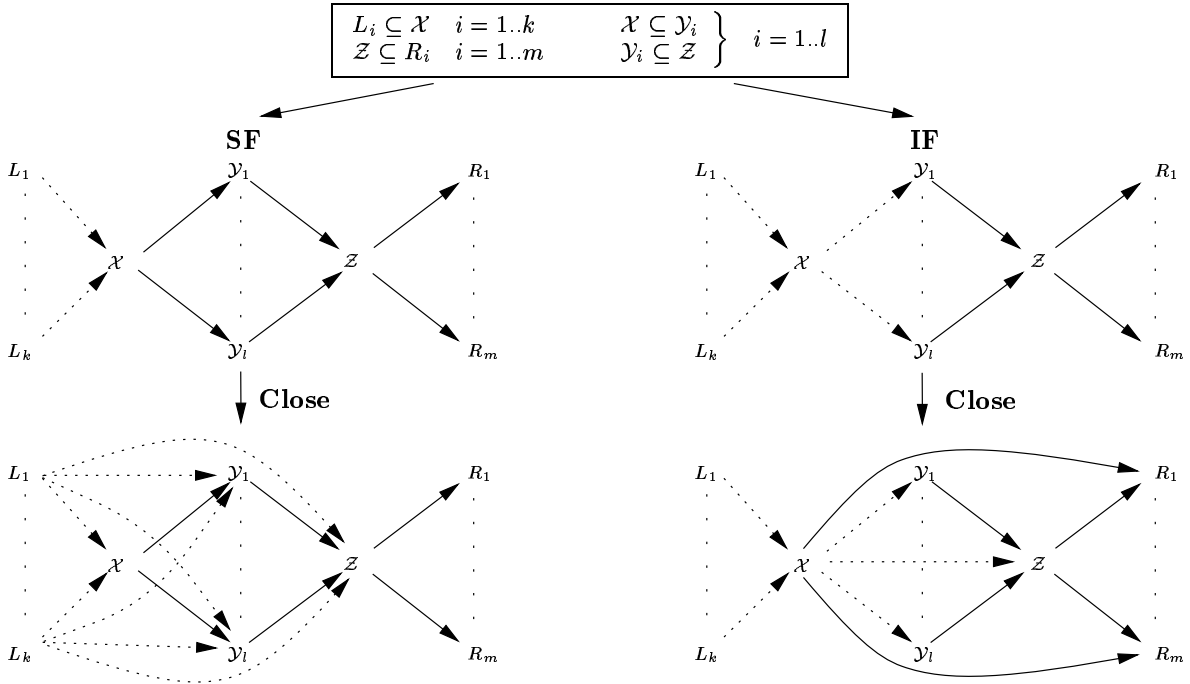 L_i ⊆ 𝒳 i = 1..k 𝒳 ⊆ 𝒴_i
𝒵 ⊆ R_i i = 1..m 𝒴_i ⊆ 𝒵 } i = 1..l
SF
L_1 𝒴_1 R_1
𝒳 𝒵
L_k 𝒴_l R_m
Close
L_1 𝒴_1 R_1
𝒳 𝒵
L_k 𝒴_l R_m
IF
L_1 𝒴_1 R_1
𝒳 𝒵
L_k 𝒴_l R_m
Close
L_1 𝒴_1 R_1
𝒳 𝒵
L_k 𝒴_l R_m